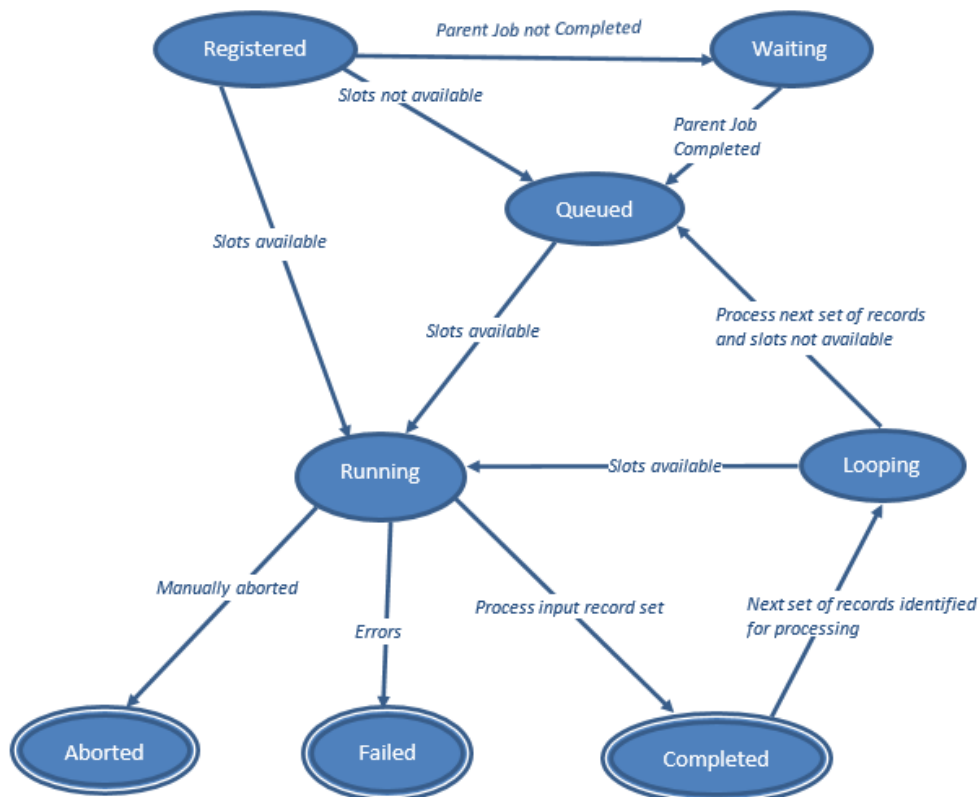 Registered
Parent Job not Completed
Waiting
Slots not available
Parent Job
Completed
Queued
Slots available
Slots available
Process next set of records
and slots not available
Running
Slots available
Looping
Manually aborted
Errors
Process input record set
Next set of records identified
for processing
Aborted
Failed
Completed